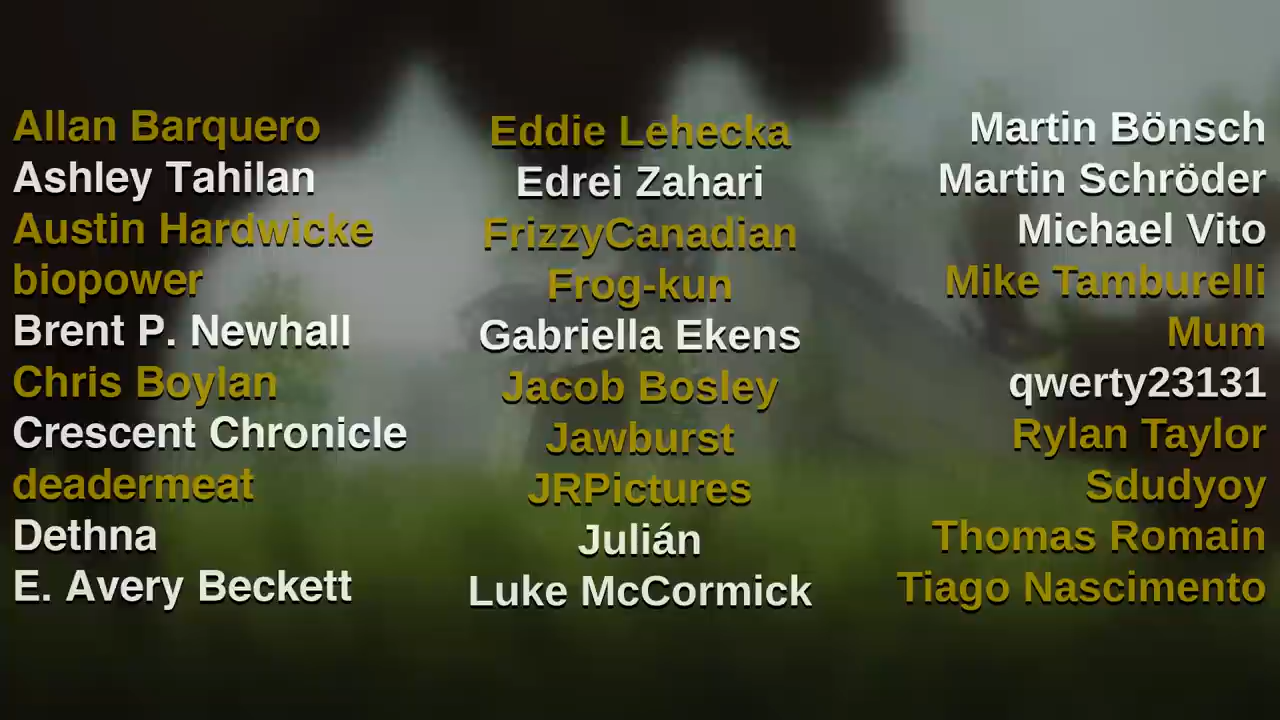 Allan Barquero
Ashley Tahilan
Austin Hardwicke
biopower
Brent P. Newhall
Chris Boylan
Crescent Chronicle
deadermeat
Dethna
E. Avery Beckett
Eddie Lehecka
Edrei Zahari
FrizzyCanadian
Frog-kun
Gabriella Ekens
Jacob Bosley
Jawburst
JRPictures
Julián
Luke McCormick
Martin Bönsch
Martin Schröder
Michael Vito
Mike Tamburelli
Mum
qwerty23131
Rylan Taylor
Sdudyoy
Thomas Romain
Tiago Nascimento